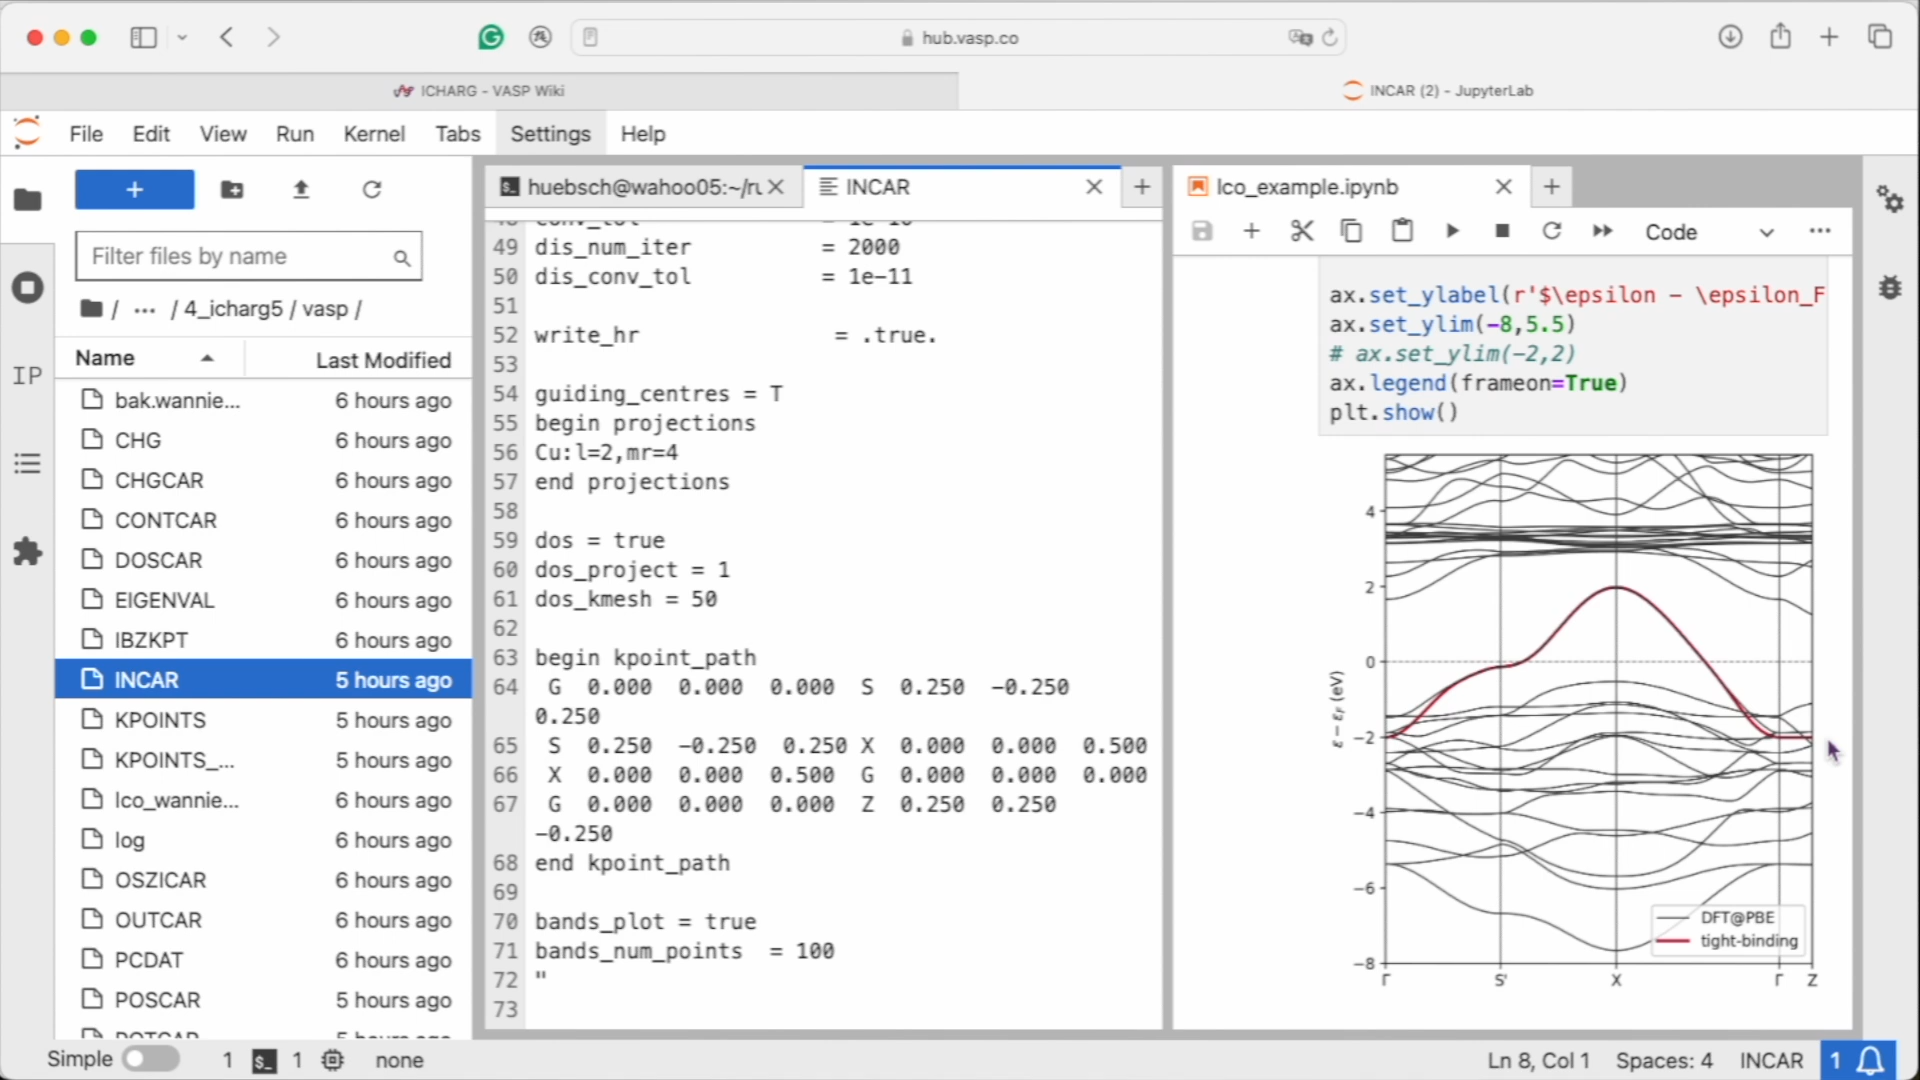 hub.vasp.co
ICHARG - VASP Wiki
INCAR (2) - JupyterLab
File Edit View Run Kernel Tabs Settings Help
+
Filter files by name
/ ... / 4_icharg5 / vasp /
Name Last Modified
bak.wannie... 6 hours ago
CHG 6 hours ago
CHGCAR 6 hours ago
CONTCAR 6 hours ago
DOSCAR 6 hours ago
EIGENVAL 6 hours ago
IBZKPT 6 hours ago
INCAR 5 hours ago
KPOINTS 5 hours ago
KPOINTS_... 5 hours ago
lco_wannie... 6 hours ago
log 6 hours ago
OSZICAR 6 hours ago
OUTCAR 6 hours ago
PCDAT 6 hours ago
POSCAR 5 hours ago
huebsch@wahoo05:~/ru
INCAR
49 dis_num_iter = 2000
50 dis_conv_tol = 1e-11
51
52 write_hr = .true.
53
54 guiding_centres = T
55 begin projections
56 Cu:l=2,mr=4
57 end projections
58
59 dos = true
60 dos_project = 1
61 dos_kmesh = 50
62
63 begin kpoint_path
64 G 0.000 0.000 0.000 S 0.250 -0.250
0.250
65 S 0.250 -0.250 0.250 X 0.000 0.000 0.500
66 X 0.000 0.000 0.500 G 0.000 0.000 0.000
67 G 0.000 0.000 0.000 Z 0.250 0.250
-0.250
68 end kpoint_path
69
70 bands_plot = true
71 bands_num_points = 100
72 "
73
lco_example.ipynb
Code
ax.set_ylabel(r'$\epsilon - \epsilon_F
ax.set_ylim(-8,5.5)
# ax.set_ylim(-2,2)
ax.legend(frameon=True)
plt.show()
4
2
0
-2
-4
-6
-8
ε - εF (eV)
Γ S' X Γ Z
DFT@PBE
tight-binding
IP
Simple 1 $_ 1 none
Ln 8, Col 1 Spaces: 4 INCAR 1